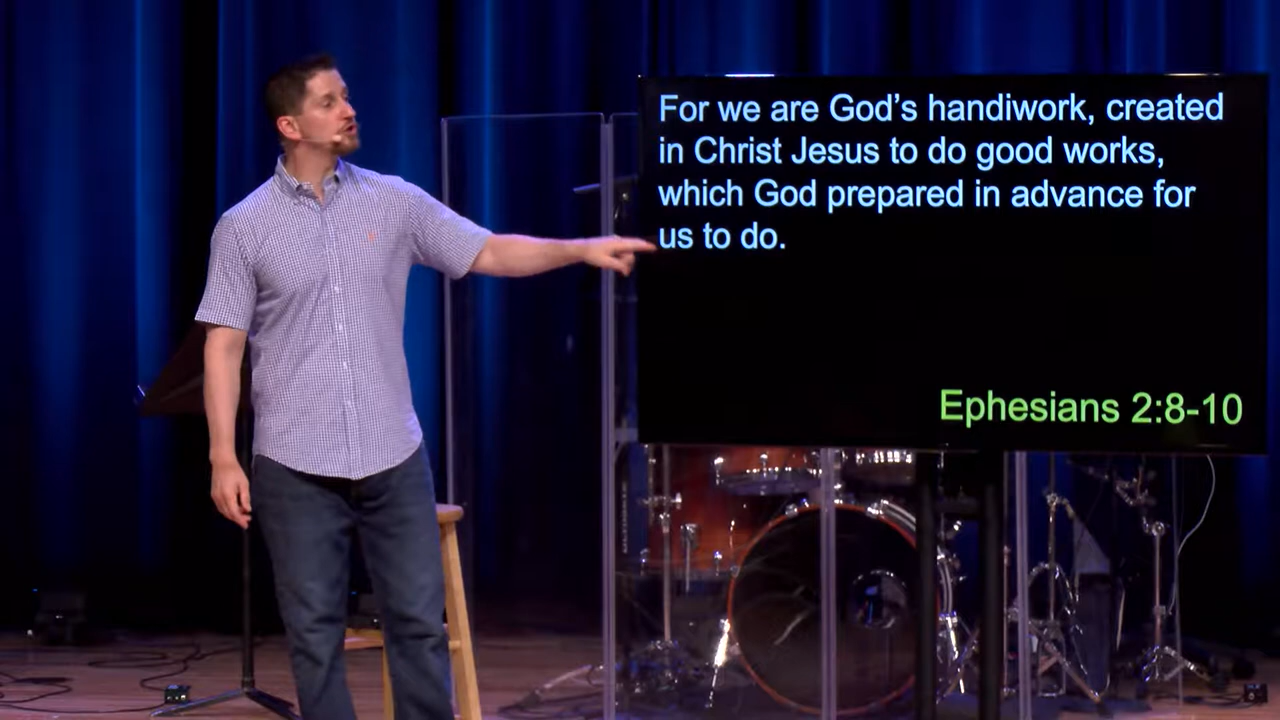 For we are God’s handiwork, created
in Christ Jesus to do good works,
which God prepared in advance for
us to do.
Ephesians 2:8-10